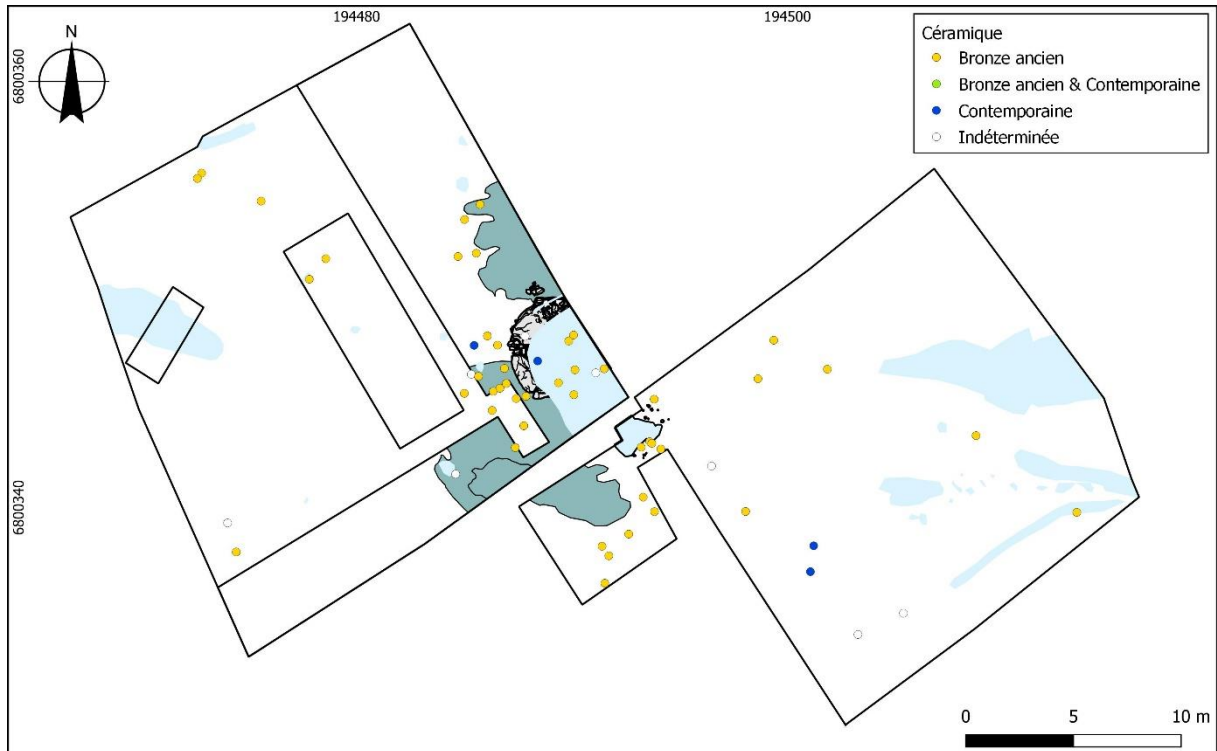 194480
194500
N
6800360
Céramique
Bronze ancien
Bronze ancien & Contemporaine
Contemporaine
Indéterminée
6800340
0 5 10 m